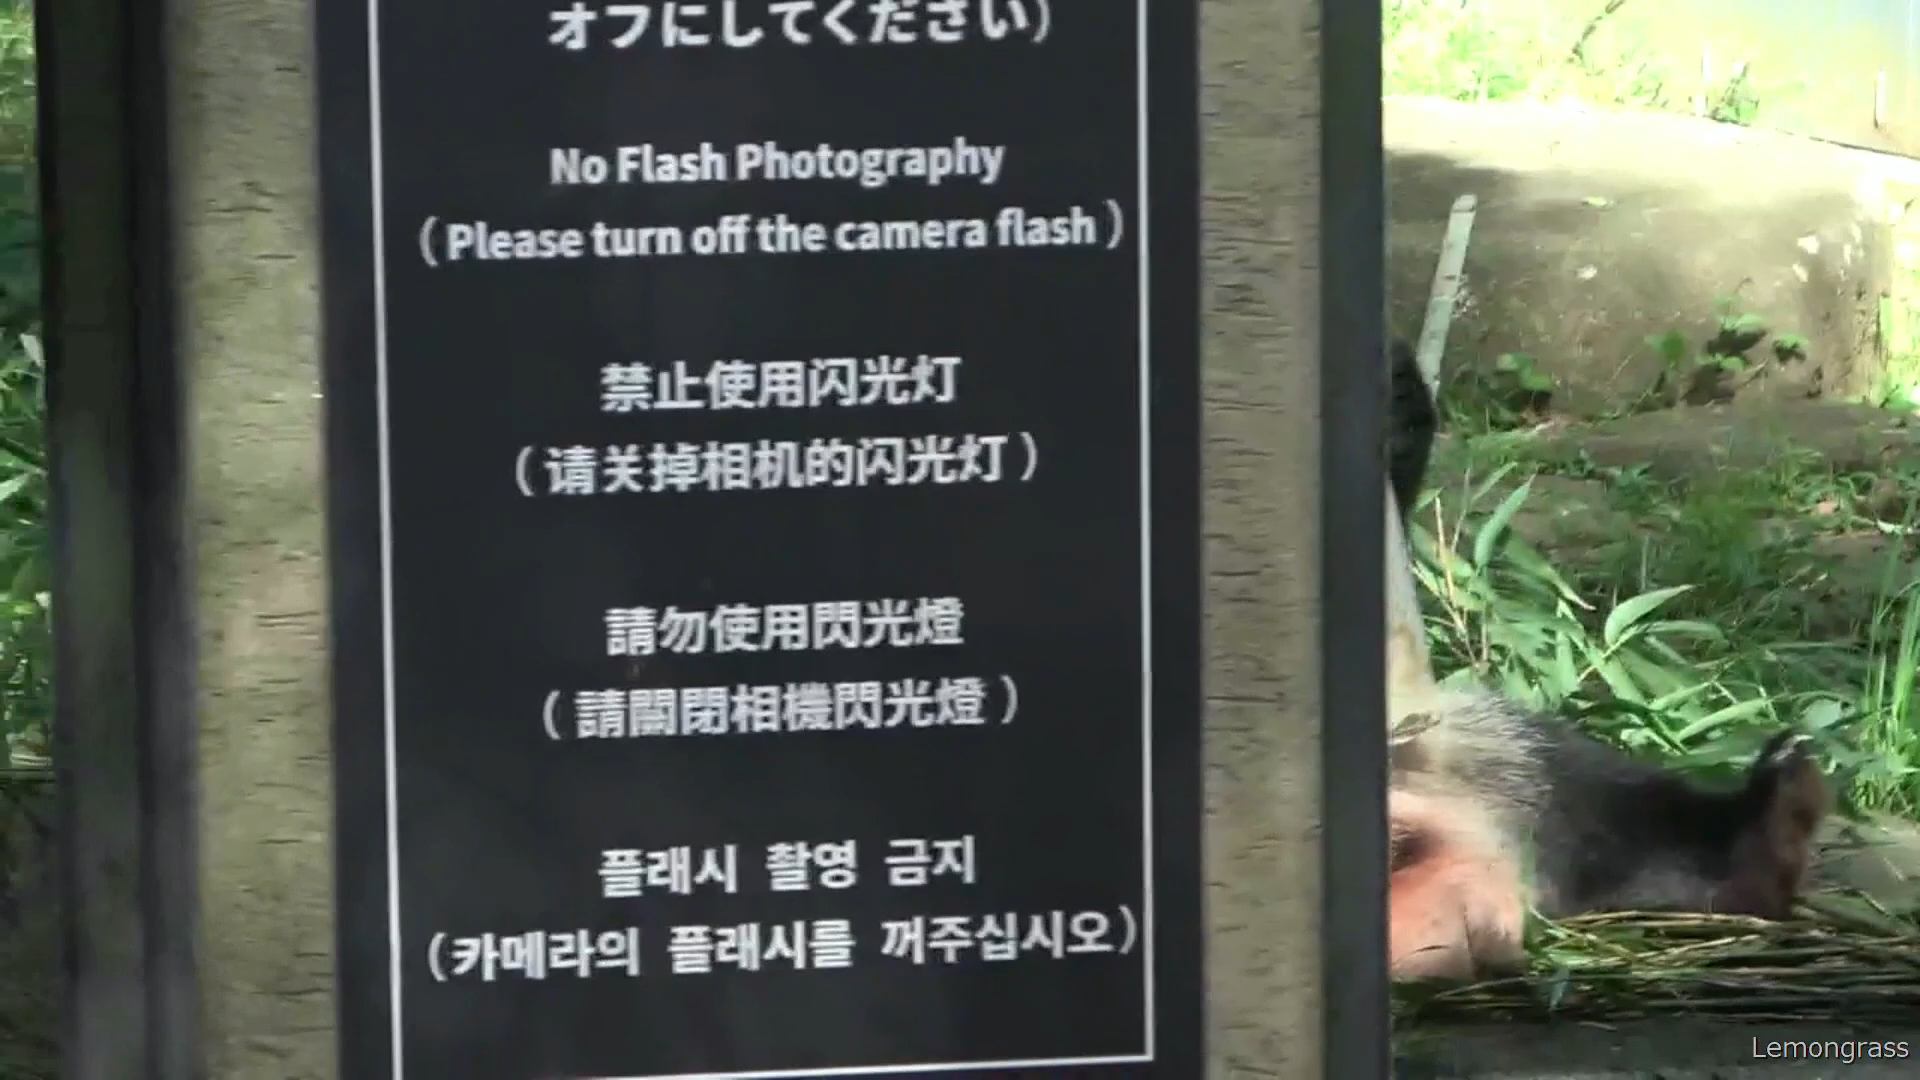 オフにしてください）
No Flash Photography
（Please turn off the camera flash）
禁止使用闪光灯
（请关掉相机的闪光灯）
請勿使用閃光燈
（請關閉相機閃光燈）
플래시 촬영 금지
（카메라의 플래시를 꺼주십시오）
Lemongrass